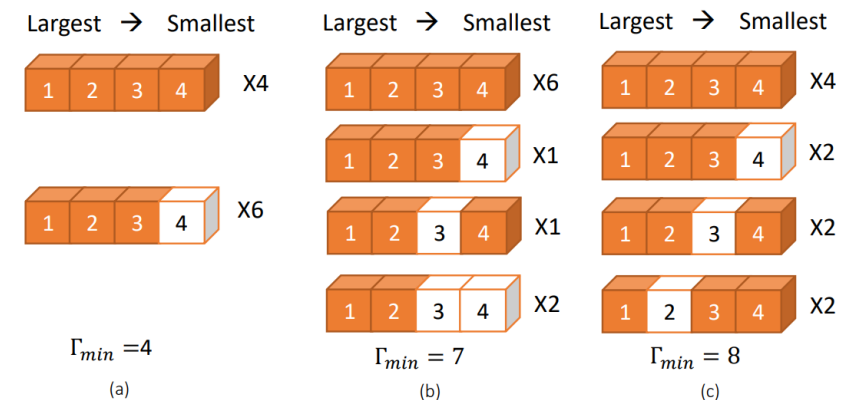 Largest → Smallest
1 2 3 4 X4
1 2 3 4 X6
Γmin =4
(a)
Largest → Smallest
1 2 3 4 X6
1 2 3 4 X1
1 2 3 4 X1
1 2 3 4 X2
Γmin = 7
(b)
Largest → Smallest
1 2 3 4 X4
1 2 3 4 X2
1 2 3 4 X2
1 2 3 4 X2
Γmin = 8
(c)